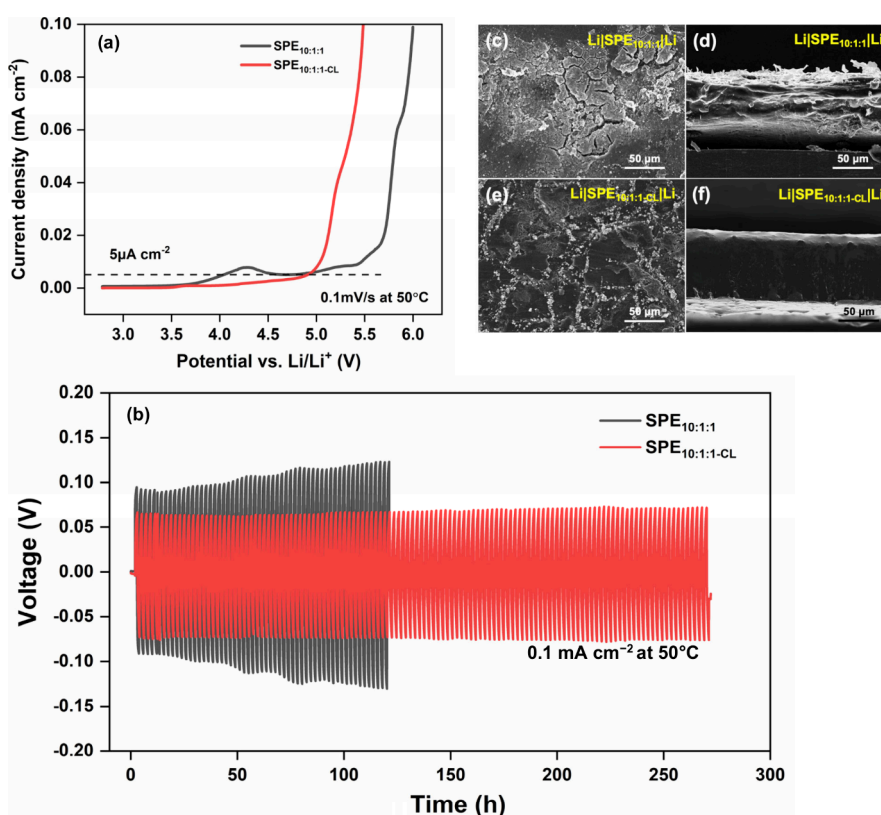 (a)
SPE10:1:1
SPE10:1:1-CL
Current density (mA cm-2)
0.10
0.08
0.06
0.04
0.02
0.00
5μA cm-2
0.1mV/s at 50°C
3.0 3.5 4.0 4.5 5.0 5.5 6.0
Potential vs. Li/Li+ (V)
(c) Li|SPE10:1:1|Li
50 μm
(d) Li|SPE10:1:1|Li
50 μm
(e) Li|SPE10:1:1-CL|Li
50 μm
(f) Li|SPE10:1:1-CL|Li
50 μm
(b)
SPE10:1:1
SPE10:1:1-CL
Voltage (V)
0.20
0.15
0.10
0.05
0.00
-0.05
-0.10
-0.15
-0.20
0.1 mA cm−2 at 50°C
0 50 100 150 200 250 300
Time (h)